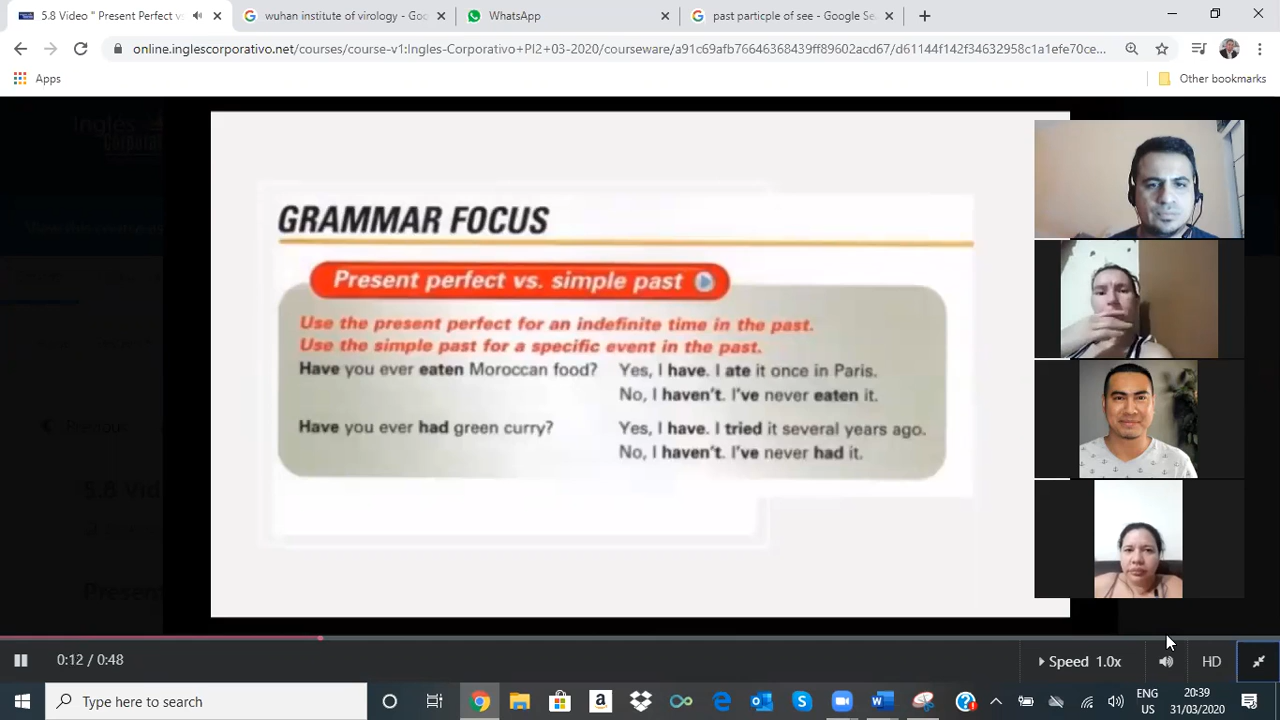 5.8 Video " Present Perfect vs
wuhan institute of virology - Goo
WhatsApp
past particple of see - Google Se
online.inglescorporativo.net/courses/course-v1:Ingles-Corporativo+PI2+03-2020/courseware/a91c69afb79a46368439ff89602acd67/d61144f142f34632958c1a1efe70ce...
Apps
Other bookmarks
GRAMMAR FOCUS
Present perfect vs. simple past
Use the present perfect for an indefinite time in the past.
Use the simple past for a specific event in the past.
Have you ever eaten Moroccan food? Yes, I have. I ate it once in Paris.
No, I haven't. I've never eaten it.
Have you ever had green curry? Yes, I have. I tried it several years ago.
No, I haven't. I've never had it.
5.8 Vid
Present
0:12 / 0:48
Speed 1.0x
HD
Type here to search
ENG
US
20:39
31/03/2020